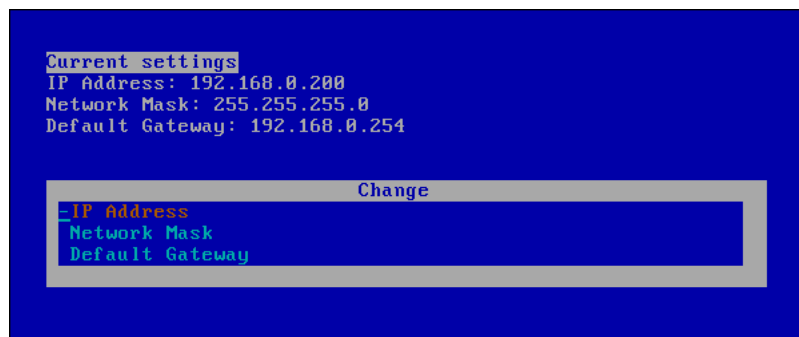 Current settings
IP Address: 192.168.0.200
Network Mask: 255.255.255.0
Default Gateway: 192.168.0.254
Change
-IP Address
Network Mask
Default Gateway